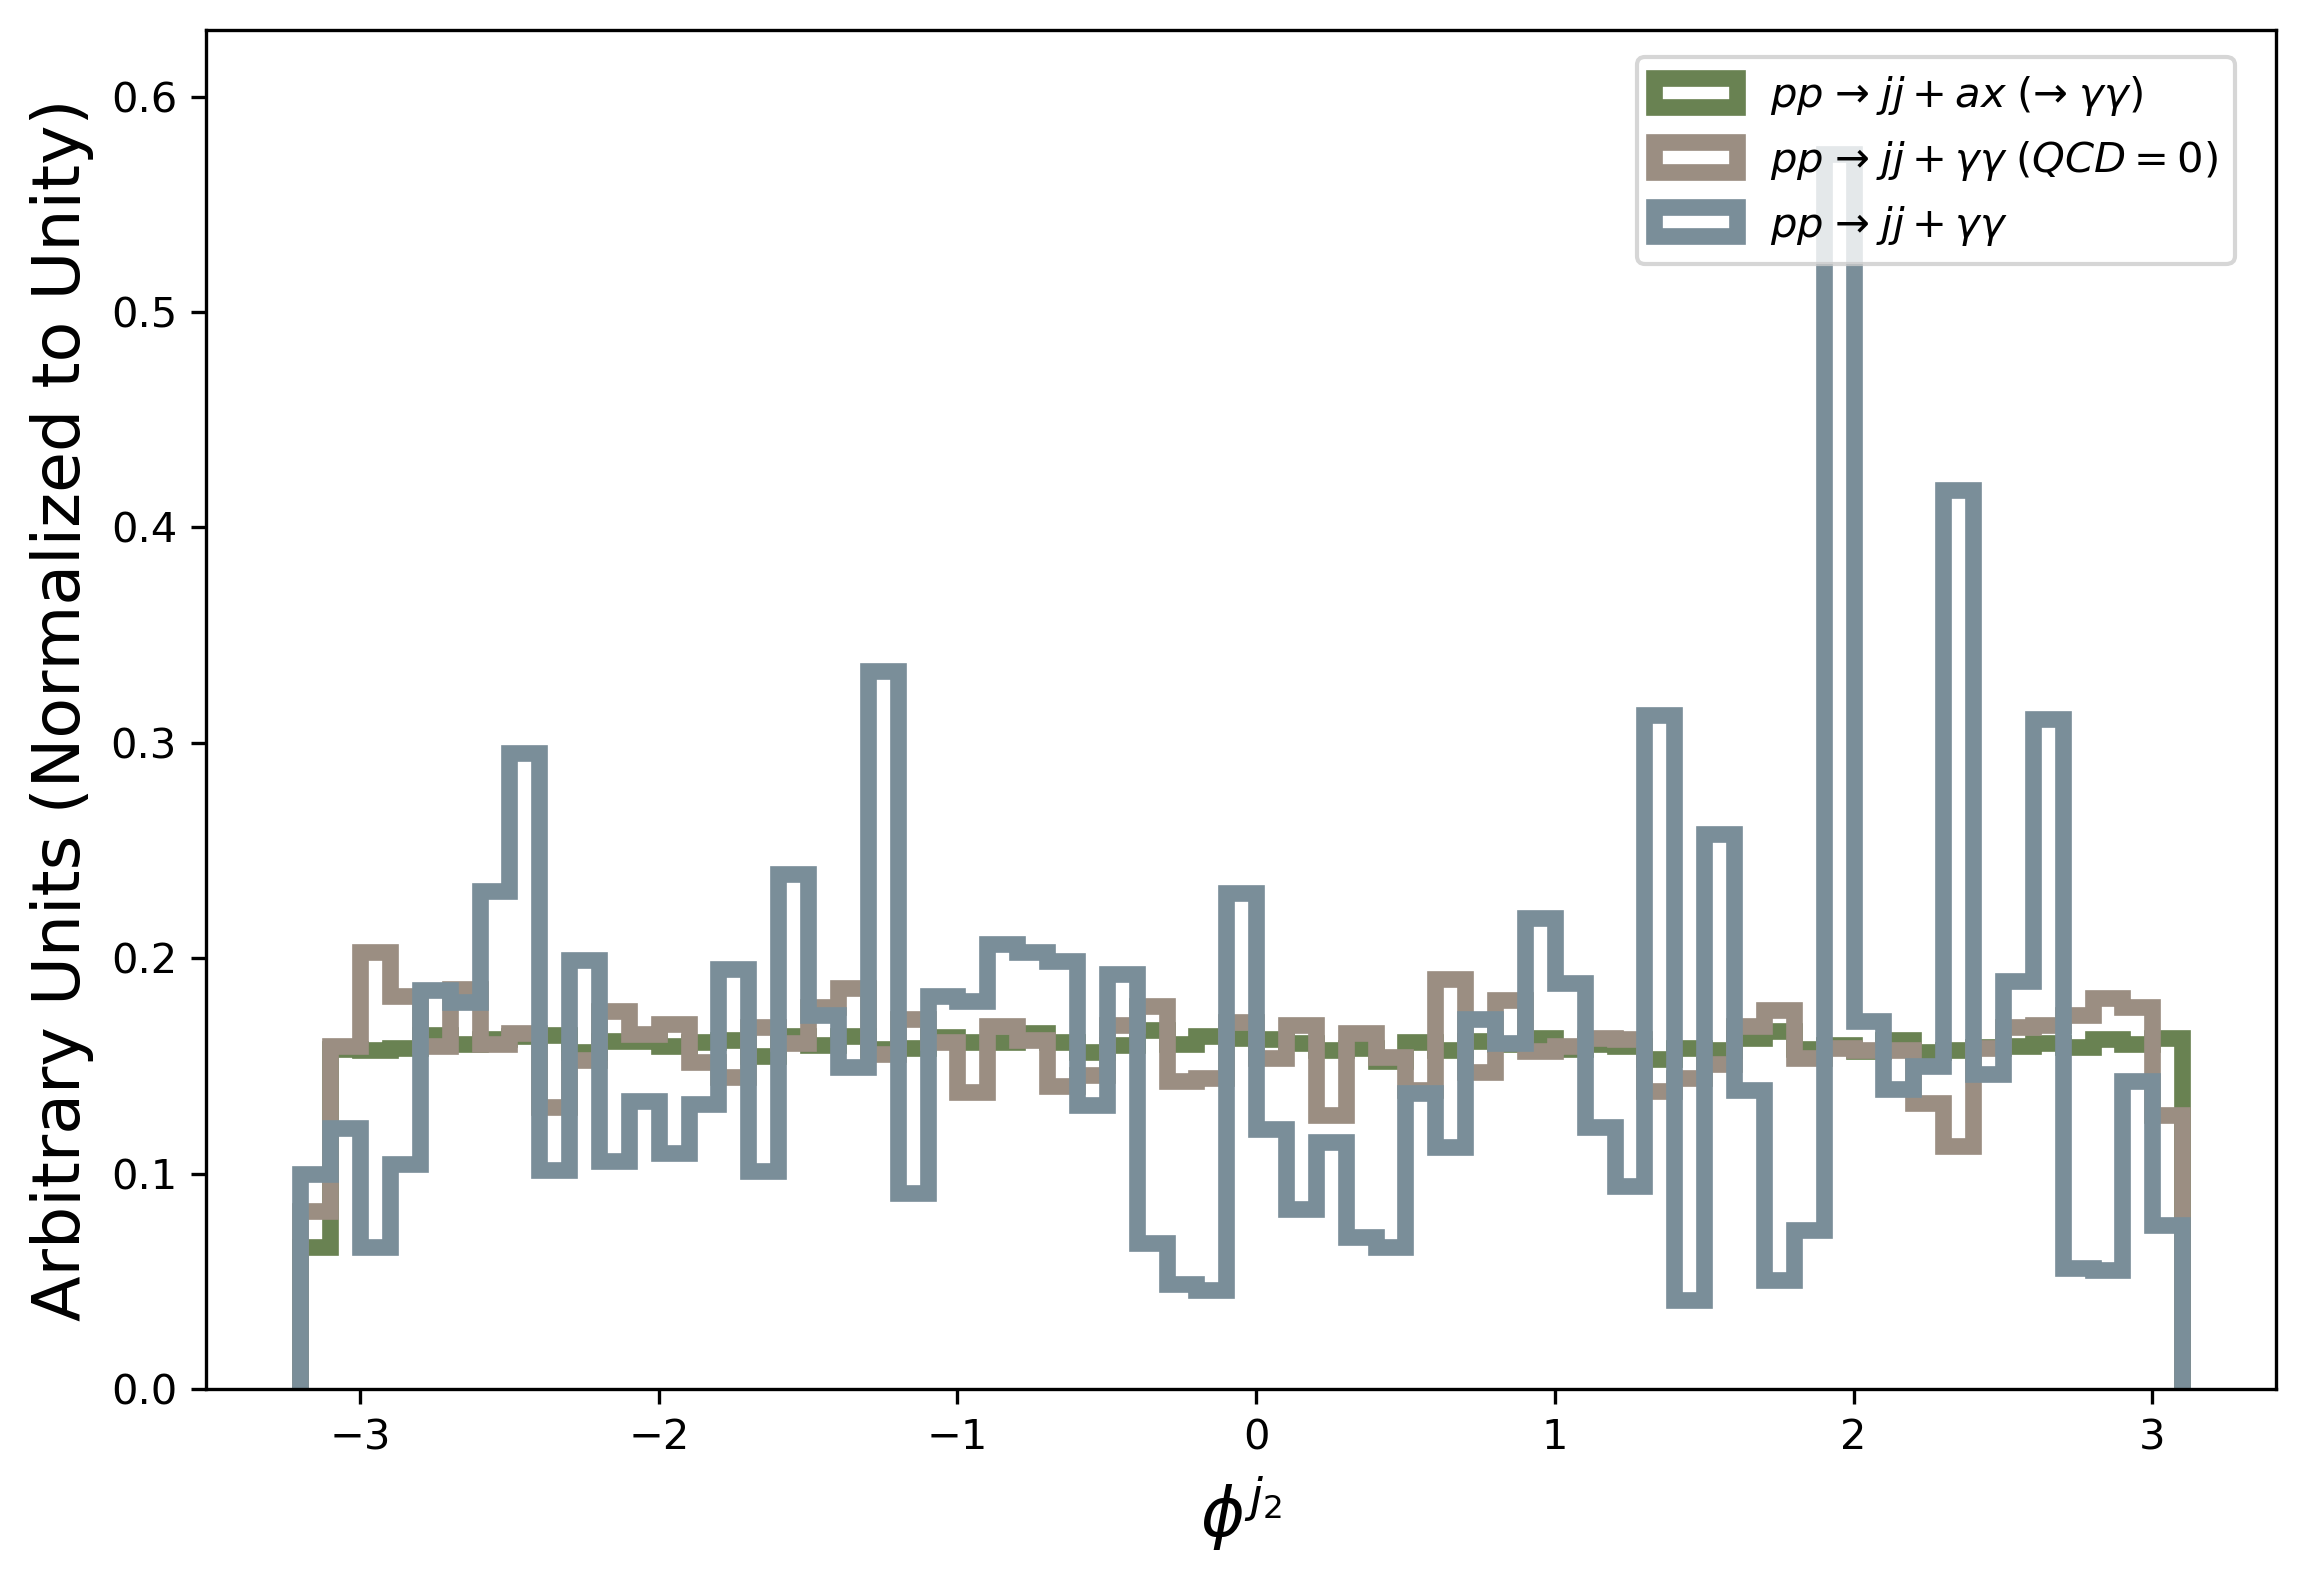 Arbitrary Units (Normalized to Unity)
0.6
0.5
0.4
0.3
0.2
0.1
0.0
−3
−2
−1
0
1
2
3
ϕ^{j_2}
pp → jj + ax (→ γγ)
pp → jj + γγ (QCD = 0)
pp → jj + γγ